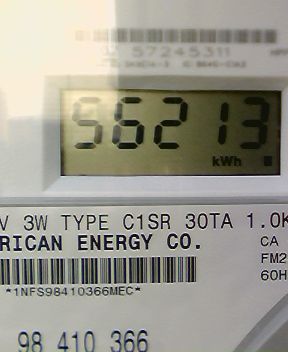 57245311
56213
kWh
V 3W TYPE C1SR 30TA 1.0K
RICAN ENERGY CO. CA
FM2
*1NFS98410366MEC* 60H
98 410 366